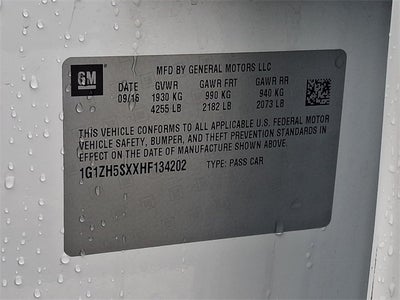 GM
MFD BY GENERAL MOTORS LLC
DATE GVWR GAWR FRT GAWR RR
09/16 1930 KG 990 KG 940 KG
4255 LB 2182 LB 2073 LB
THIS VEHICLE CONFORMS TO ALL APPLICABLE U.S. FEDERAL MOTOR
VEHICLE SAFETY, BUMPER, AND THEFT PREVENTION STANDARDS IN
EFFECT ON THE DATE OF MANUFACTURE SHOWN ABOVE.
1G1ZH5SXXHF134202 TYPE: PASS CAR